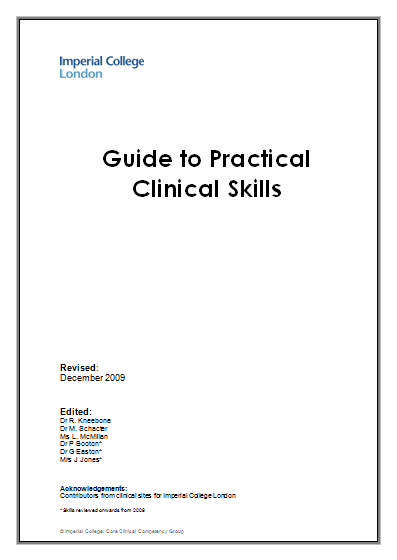 Imperial College
London
Guide to Practical
Clinical Skills
Revised:
December 2009
Edited:
Dr R. Kneebone
Dr M. Schachter
Ms L. McMillan
Dr P Booton*
Dr G Easton*
Mrs J Jones*
Acknowledgements:
Contributors from clinical sites for Imperial College London
* Skills reviewed onwards from 2009
© Imperial College: Core Clinical Competency Group